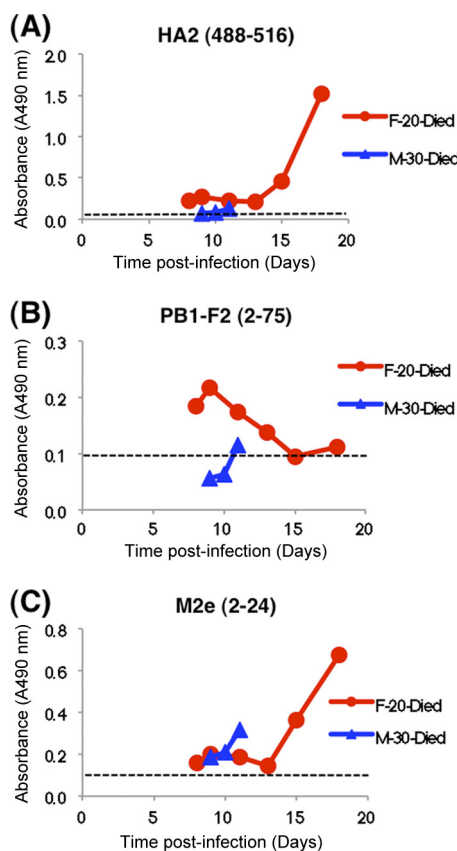 (A)
HA2 (488-516)
Absorbance (A490 nm)
2.0
1.5
1.0
0.5
0.0
0 5 10 15 20
Time post-infection (Days)
F-20-Died
M-30-Died
(B)
PB1-F2 (2-75)
Absorbance (A490 nm)
0.3
0.2
0.1
0.0
0 5 10 15 20
Time post-infection (Days)
F-20-Died
M-30-Died
(C)
M2e (2-24)
Absorbance (A490 nm)
0.8
0.6
0.4
0.2
0.0
0 5 10 15 20
Time post-infection (Days)
F-20-Died
M-30-Died